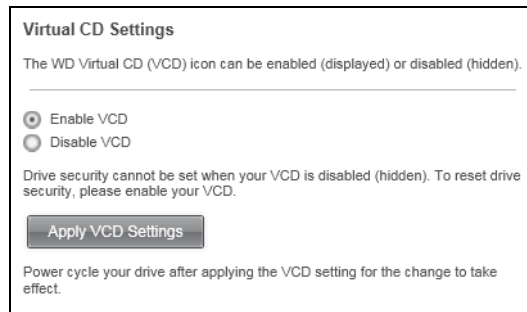 Virtual CD Settings
The WD Virtual CD (VCD) icon can be enabled (displayed) or disabled (hidden).
Enable VCD
Disable VCD
Drive security cannot be set when your VCD is disabled (hidden). To reset drive
security, please enable your VCD.
Apply VCD Settings
Power cycle your drive after applying the VCD setting for the change to take
effect.